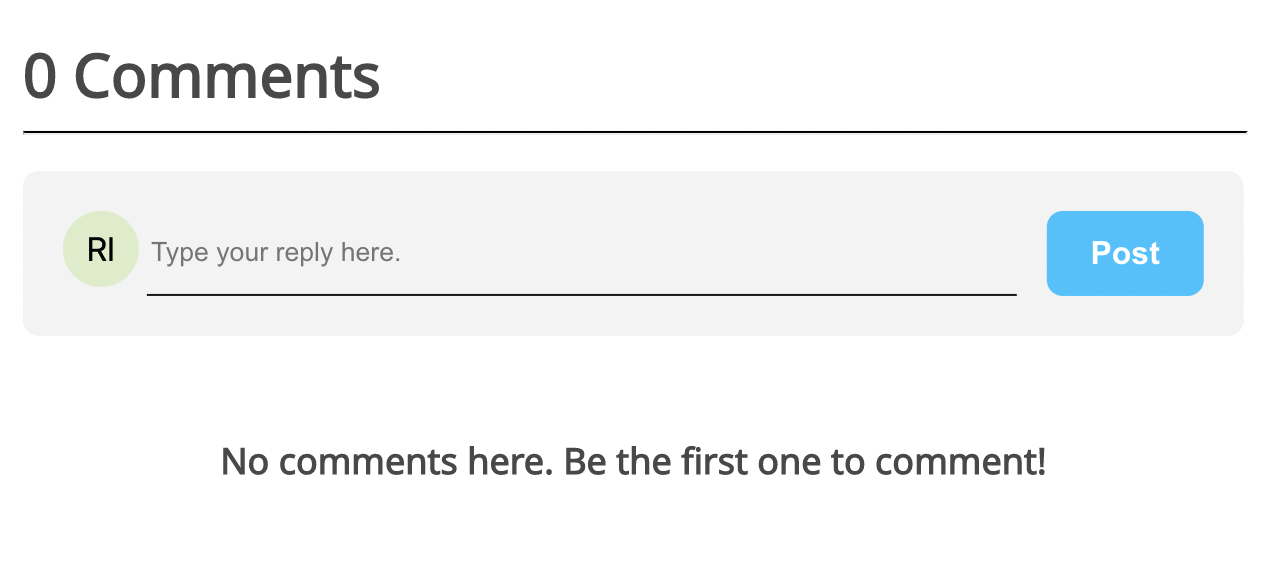 0 Comments
RI
Type your reply here.
Post
No comments here. Be the first one to comment!